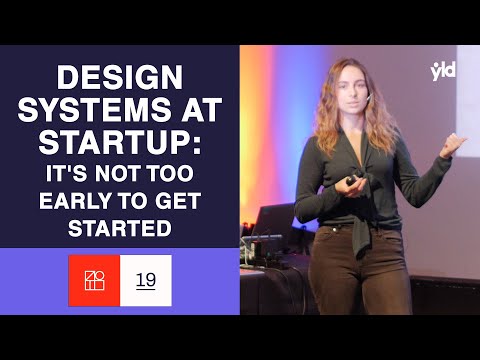 DESIGN
SYSTEMS AT
STARTUP:
IT'S NOT TOO
EARLY TO GET
STARTED
19
yld